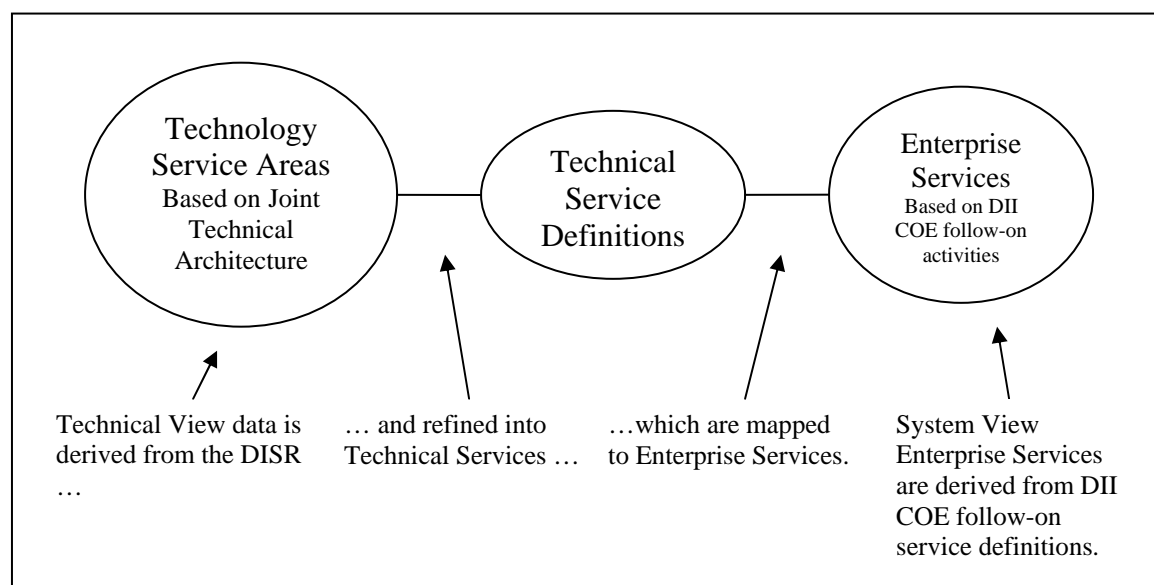 Technology
Service Areas
Based on Joint
Technical
Architecture
Technical
Service
Definitions
Enterprise
Services
Based on DII
COE follow-on
activities
Technical View data is
derived from the DISR
…
… and refined into
Technical Services …
…which are mapped
to Enterprise Services.
System View
Enterprise Services
are derived from DII
COE follow-on
service definitions.